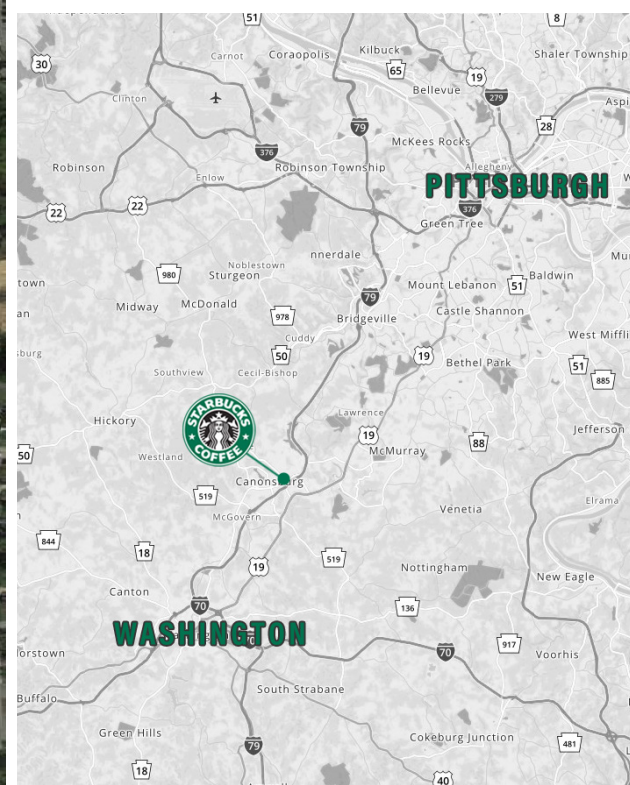 51
8
Carnot
Coraopolis
Kilbuck
Shaler Township
30
65
19
Bellevue
279
Clinton
28
79
McKees Rocks
376
Robinson
Robinson Township
Allegheny
Enlow
PITTSBURGH
22
22
376
Green Tree
nnerdale
Noblestown
980
Sturgeon
town
Mount Lebanon
51
Baldwin
79
Midway
McDonald
978
Bridgeville
Castle Shannon
Cuddy
50
19
West Miffli
sburg
Bethel Park
51
Southview
Cecil-Bishop
885
STARBUCKS
COFFEE
Lawrence
Hickory
19
Jefferson
88
50
Westland
McMurray
Canonsburg
519
Elrama
McGovern
Venetia
844
18
519
19
Nottingham
New Eagle
Canton
70
136
WASHINGTON
917
70
Voorhis
lorstown
South Strabane
Buffalo
Green Hills
79
Cokeburg Junction
481
18
40